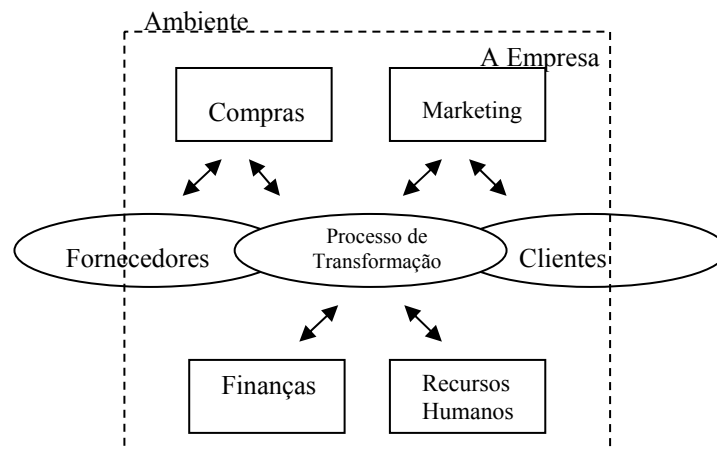 Ambiente
A Empresa
Compras
Marketing
Fornecedores
Processo de
Transformação
Clientes
Finanças
Recursos
Humanos